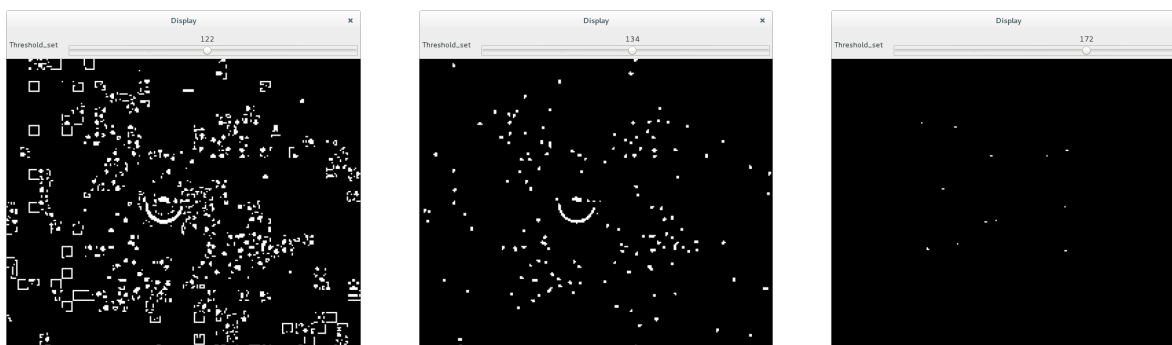 Display ×
122
Threshold_set
Display ×
134
Threshold_set
Display
172
Threshold_set